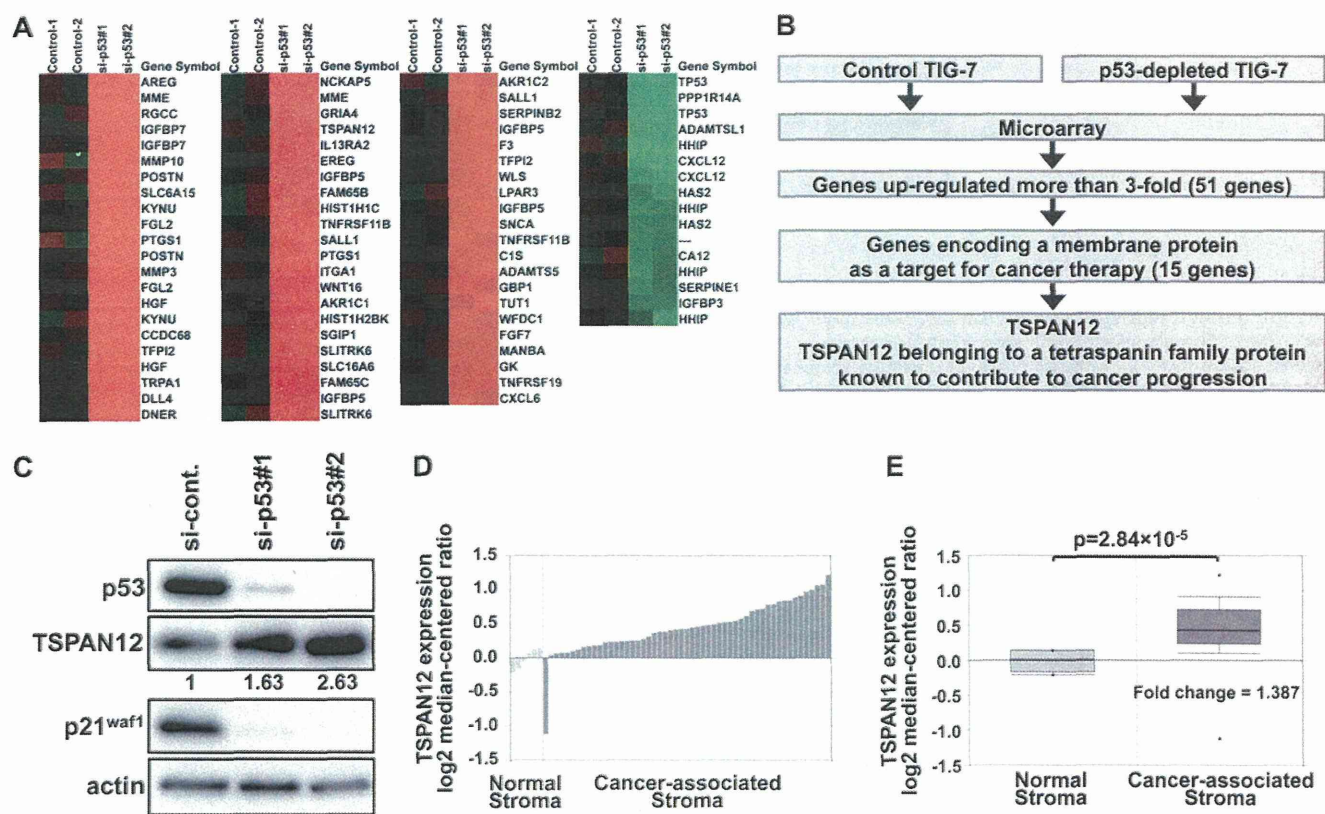 A
Control-1
Control-2
si-p53#1
si-p53#2
Gene Symbol
AREG
MME
RGCC
IGFBP7
IGFBP7
MMP10
POSTN
SLC6A15
KYNU
FGL2
PTGS1
POSTN
MMP3
FGL2
HGF
KYNU
CCDC68
TFPI2
HGF
TRPA1
DLL4
DNER
Control-1
Control-2
si-p53#1
si-p53#2
Gene Symbol
NCKAP5
MME
GRIA4
TSPAN12
IL13RA2
EREG
IGFBP5
FAM65B
HIST1H1C
TNFRSF11B
SALL1
PTGS1
ITGA1
WNT16
AKR1C1
HIST1H2BK
SGIP1
SLITRK6
SLC16A6
FAM65C
IGFBP5
SLITRK6
Control-1
Control-2
si-p53#1
si-p53#2
Gene Symbol
AKR1C2
SALL1
SERPINB2
IGFBP5
F3
TFPI2
WLS
LPAR3
IGFBP5
SNCA
TNFRSF11B
C1S
ADAMTS5
GBP1
TUT1
WFDC1
FGF7
MANBA
GK
TNFRSF19
CXCL6
Control-1
Control-2
si-p53#1
si-p53#2
Gene Symbol
TP53
PPP1R14A
TP53
ADAMTSL1
HHIP
CXCL12
CXCL12
HAS2
HHIP
HAS2
---
CA12
HHIP
SERPINE1
IGFBP3
HHIP
B
Control TIG-7
p53-depleted TIG-7
Microarray
Genes up-regulated more than 3-fold (51 genes)
Genes encoding a membrane protein
as a target for cancer therapy (15 genes)
TSPAN12
TSPAN12 belonging to a tetraspanin family protein
known to contribute to cancer progression
C
si-cont.
si-p53#1
si-p53#2
p53
TSPAN12
1 1.63 2.63
p21waf1
actin
D
TSPAN12 expression
log2 median-centered ratio
1.5
1.0
0.5
0.0
-0.5
-1.0
-1.5
Normal
Stroma
Cancer-associated
Stroma
E
p=2.84×10-5
TSPAN12 expression
log2 median-centered ratio
1.5
1.0
0.5
0.0
-0.5
-1.0
-1.5
Fold change = 1.387
Normal
Stroma
Cancer-associated
Stroma